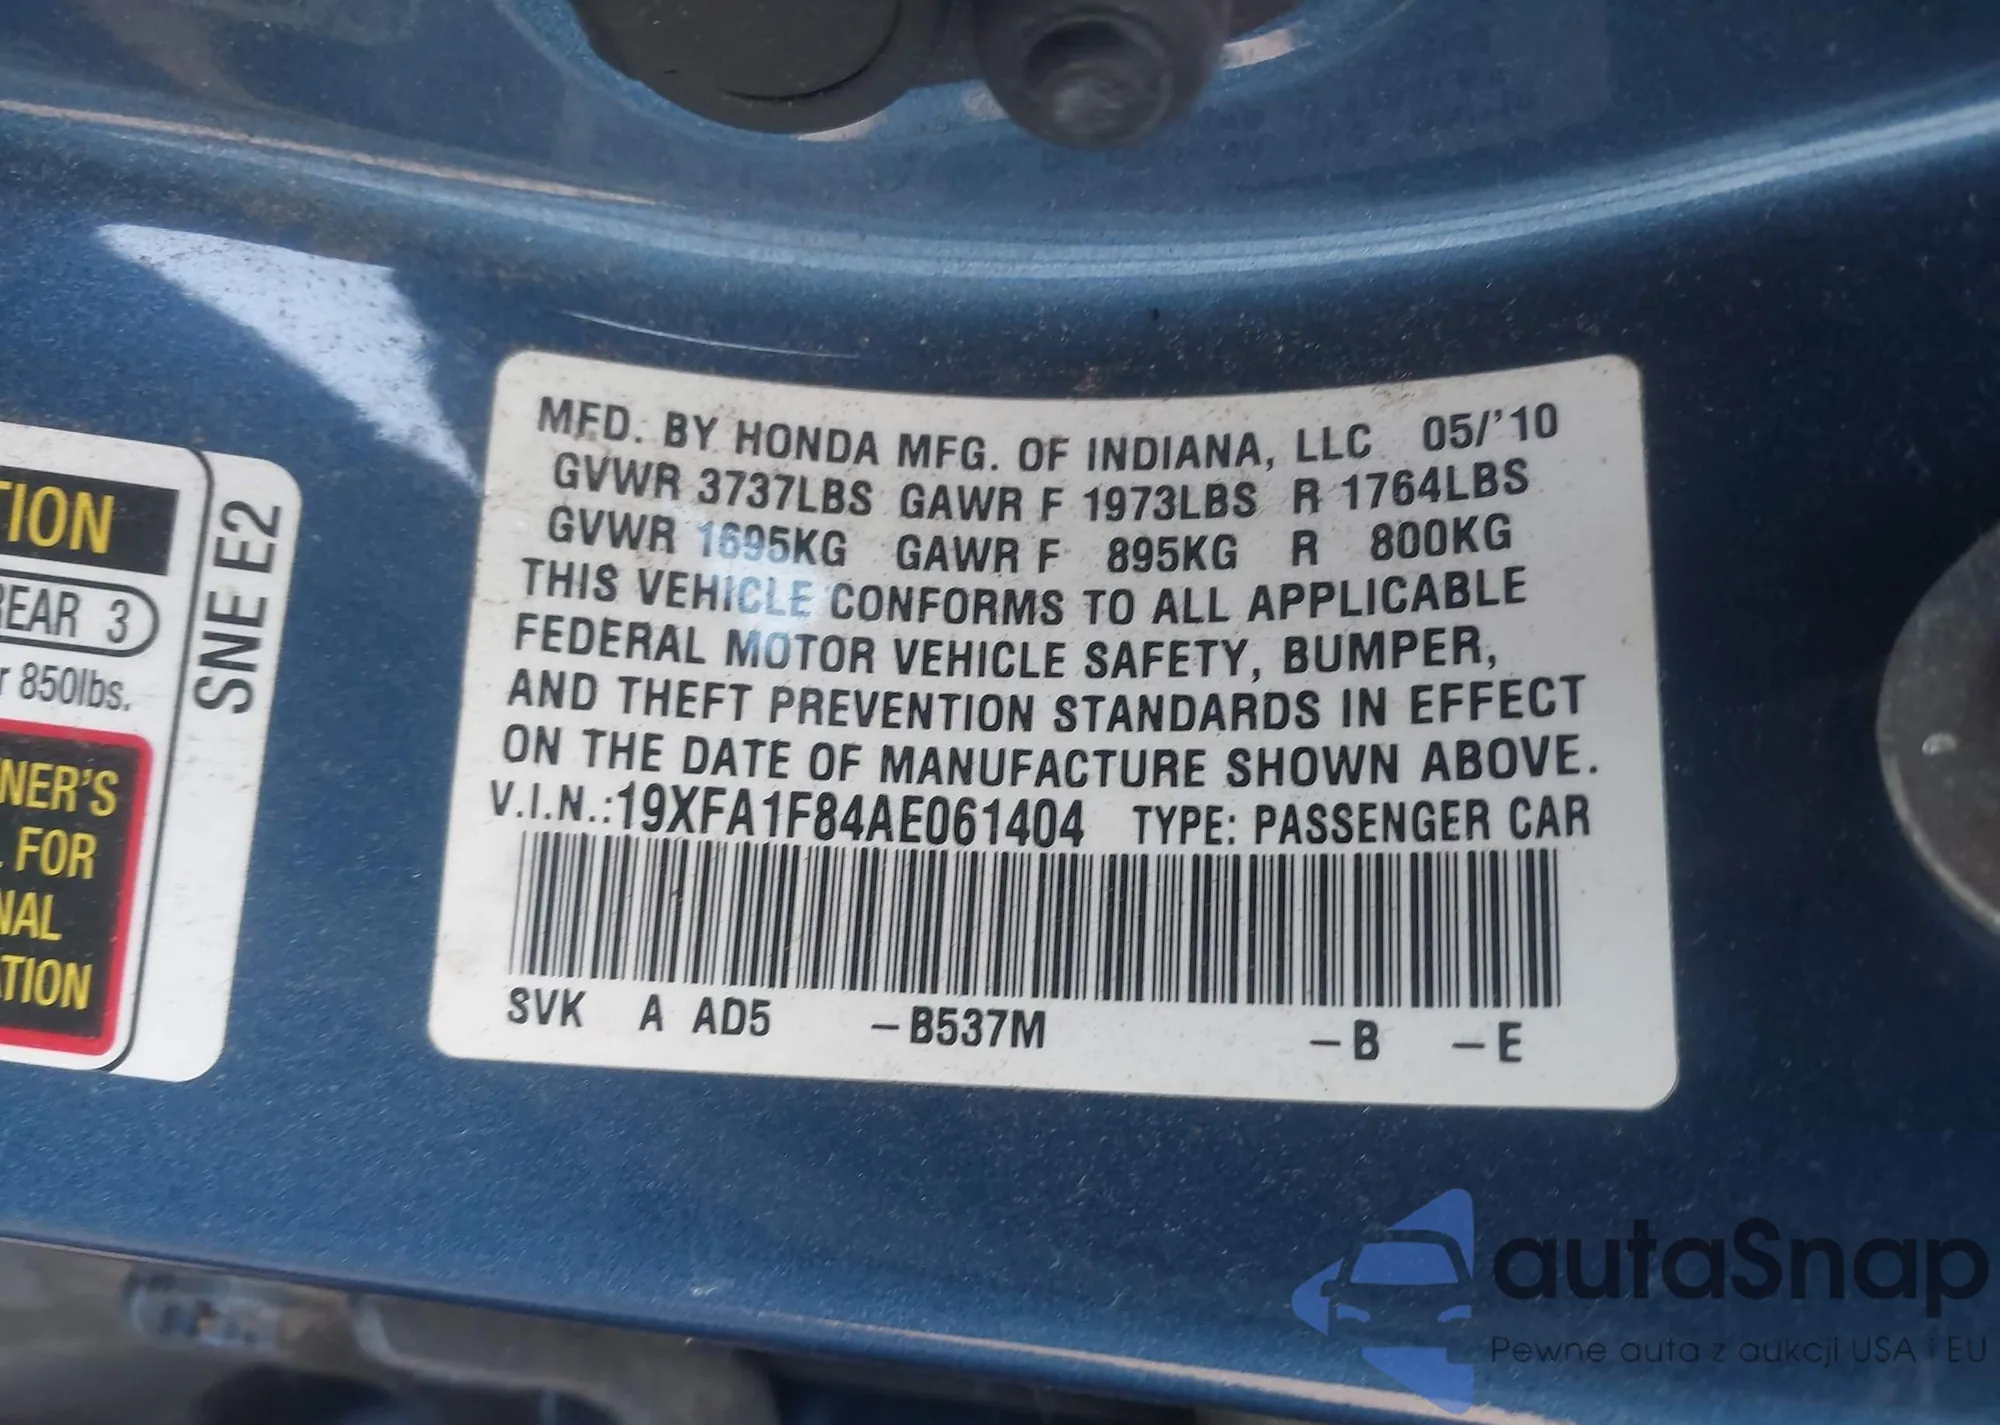 TION
REAR 3
r 850lbs.
NER'S
FOR
NAL
TION
SNE E2
MFD. BY HONDA MFG. OF INDIANA, LLC 05/'10
GVWR 3737LBS GAWR F 1973LBS R 1764LBS
GVWR 1695KG GAWR F 895KG R 800KG
THIS VEHICLE CONFORMS TO ALL APPLICABLE
FEDERAL MOTOR VEHICLE SAFETY, BUMPER,
AND THEFT PREVENTION STANDARDS IN EFFECT
ON THE DATE OF MANUFACTURE SHOWN ABOVE.
V.I.N.:19XFA1F84AE061404 TYPE: PASSENGER CAR
SVK A AD5 –B537M –B –E
autaSnap
Pewne auta z aukcji USA i EU